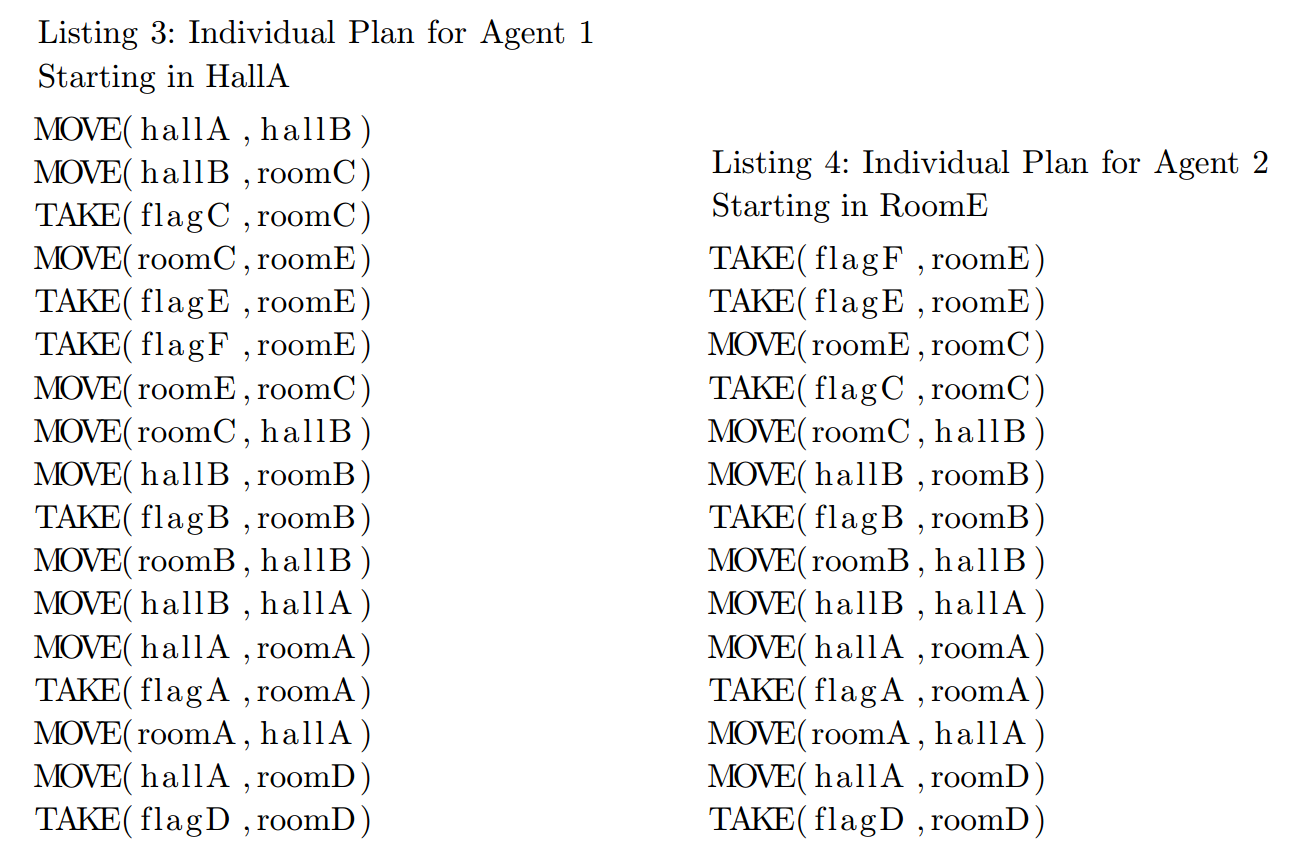 Listing 3: Individual Plan for Agent 1
Starting in HallA
MOVE(hallA ,hallB)
MOVE(hallB ,roomC)
TAKE(flagC ,roomC)
MOVE(roomC,roomE)
TAKE(flagE ,roomE)
TAKE(flagF ,roomE)
MOVE(roomE,roomC)
MOVE(roomC,hallB)
MOVE(hallB ,roomB)
TAKE(flagB ,roomB)
MOVE(roomB,hallB)
MOVE(hallB ,hallA)
MOVE(hallA ,roomA)
TAKE(flagA ,roomA)
MOVE(roomA,hallA)
MOVE(hallA ,roomD)
TAKE(flagD ,roomD)
Listing 4: Individual Plan for Agent 2
Starting in RoomE
TAKE(flagF ,roomE)
TAKE(flagE ,roomE)
MOVE(roomE,roomC)
TAKE(flagC ,roomC)
MOVE(roomC,hallB)
MOVE(hallB ,roomB)
TAKE(flagB ,roomB)
MOVE(roomB,hallB)
MOVE(hallB ,hallA)
MOVE(hallA ,roomA)
TAKE(flagA ,roomA)
MOVE(roomA,hallA)
MOVE(hallA ,roomD)
TAKE(flagD ,roomD)